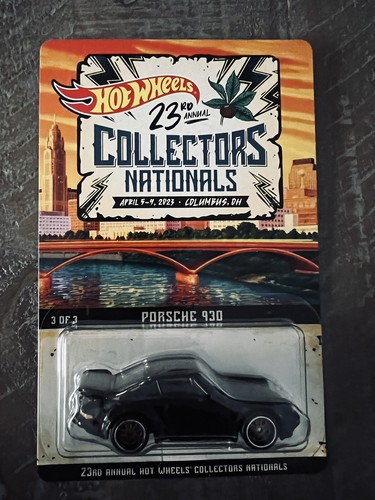 HOT WHEELS
23RD
ANNUAL
COLLECTORS
NATIONALS
APRIL 5-9, 2023 • COLUMBUS, OH
3 OF 3
PORSCHE 930
23RD ANNUAL HOT WHEELS® COLLECTORS NATIONALS